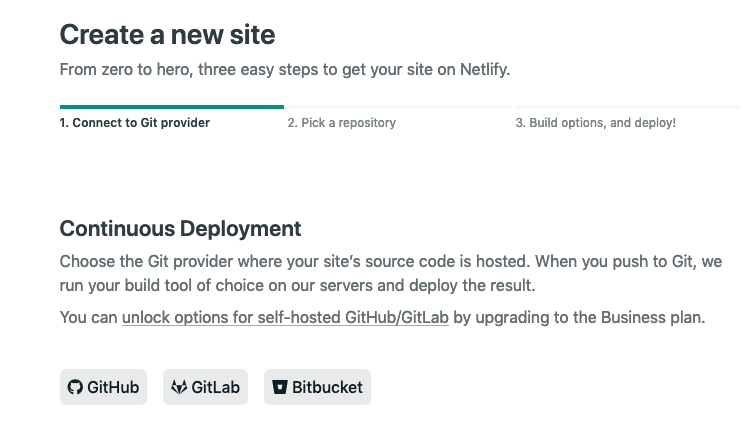 Create a new site
From zero to hero, three easy steps to get your site on Netlify.
1. Connect to Git provider
2. Pick a repository
3. Build options, and deploy!
Continuous Deployment
Choose the Git provider where your site’s source code is hosted. When you push to Git, we
run your build tool of choice on our servers and deploy the result.
You can unlock options for self-hosted GitHub/GitLab by upgrading to the Business plan.
GitHub
GitLab
Bitbucket